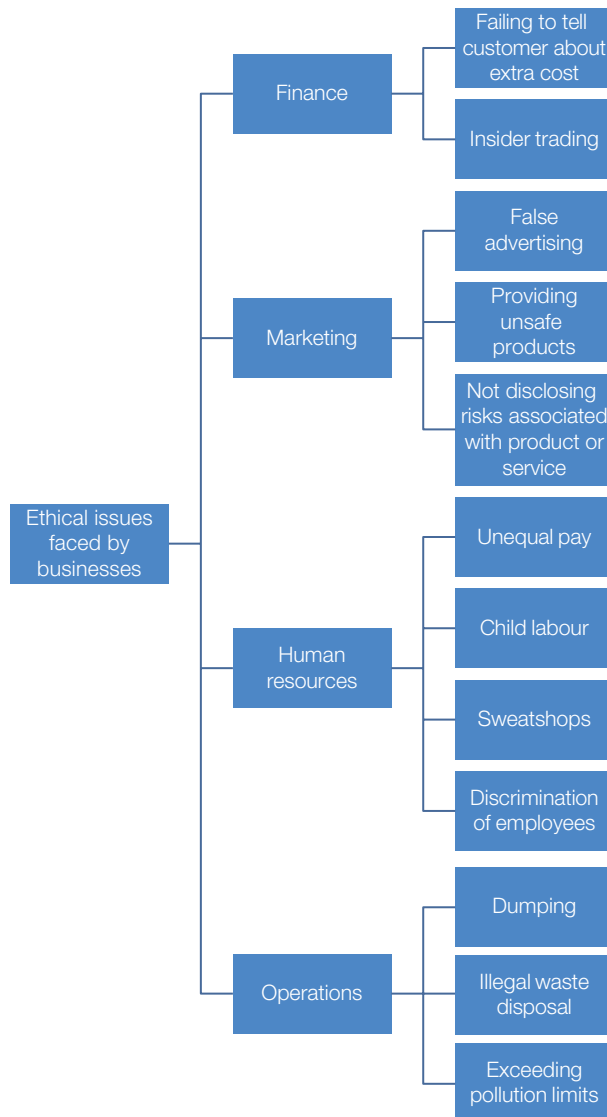 Ethical issues
faced by
businesses
Finance
Failing to tell
customer about
extra cost
Insider trading
Marketing
False
advertising
Providing
unsafe
products
Not disclosing
risks associated
with product or
service
Human
resources
Unequal pay
Child labour
Sweatshops
Discrimination
of employees
Operations
Dumping
Illegal waste
disposal
Exceeding
pollution limits